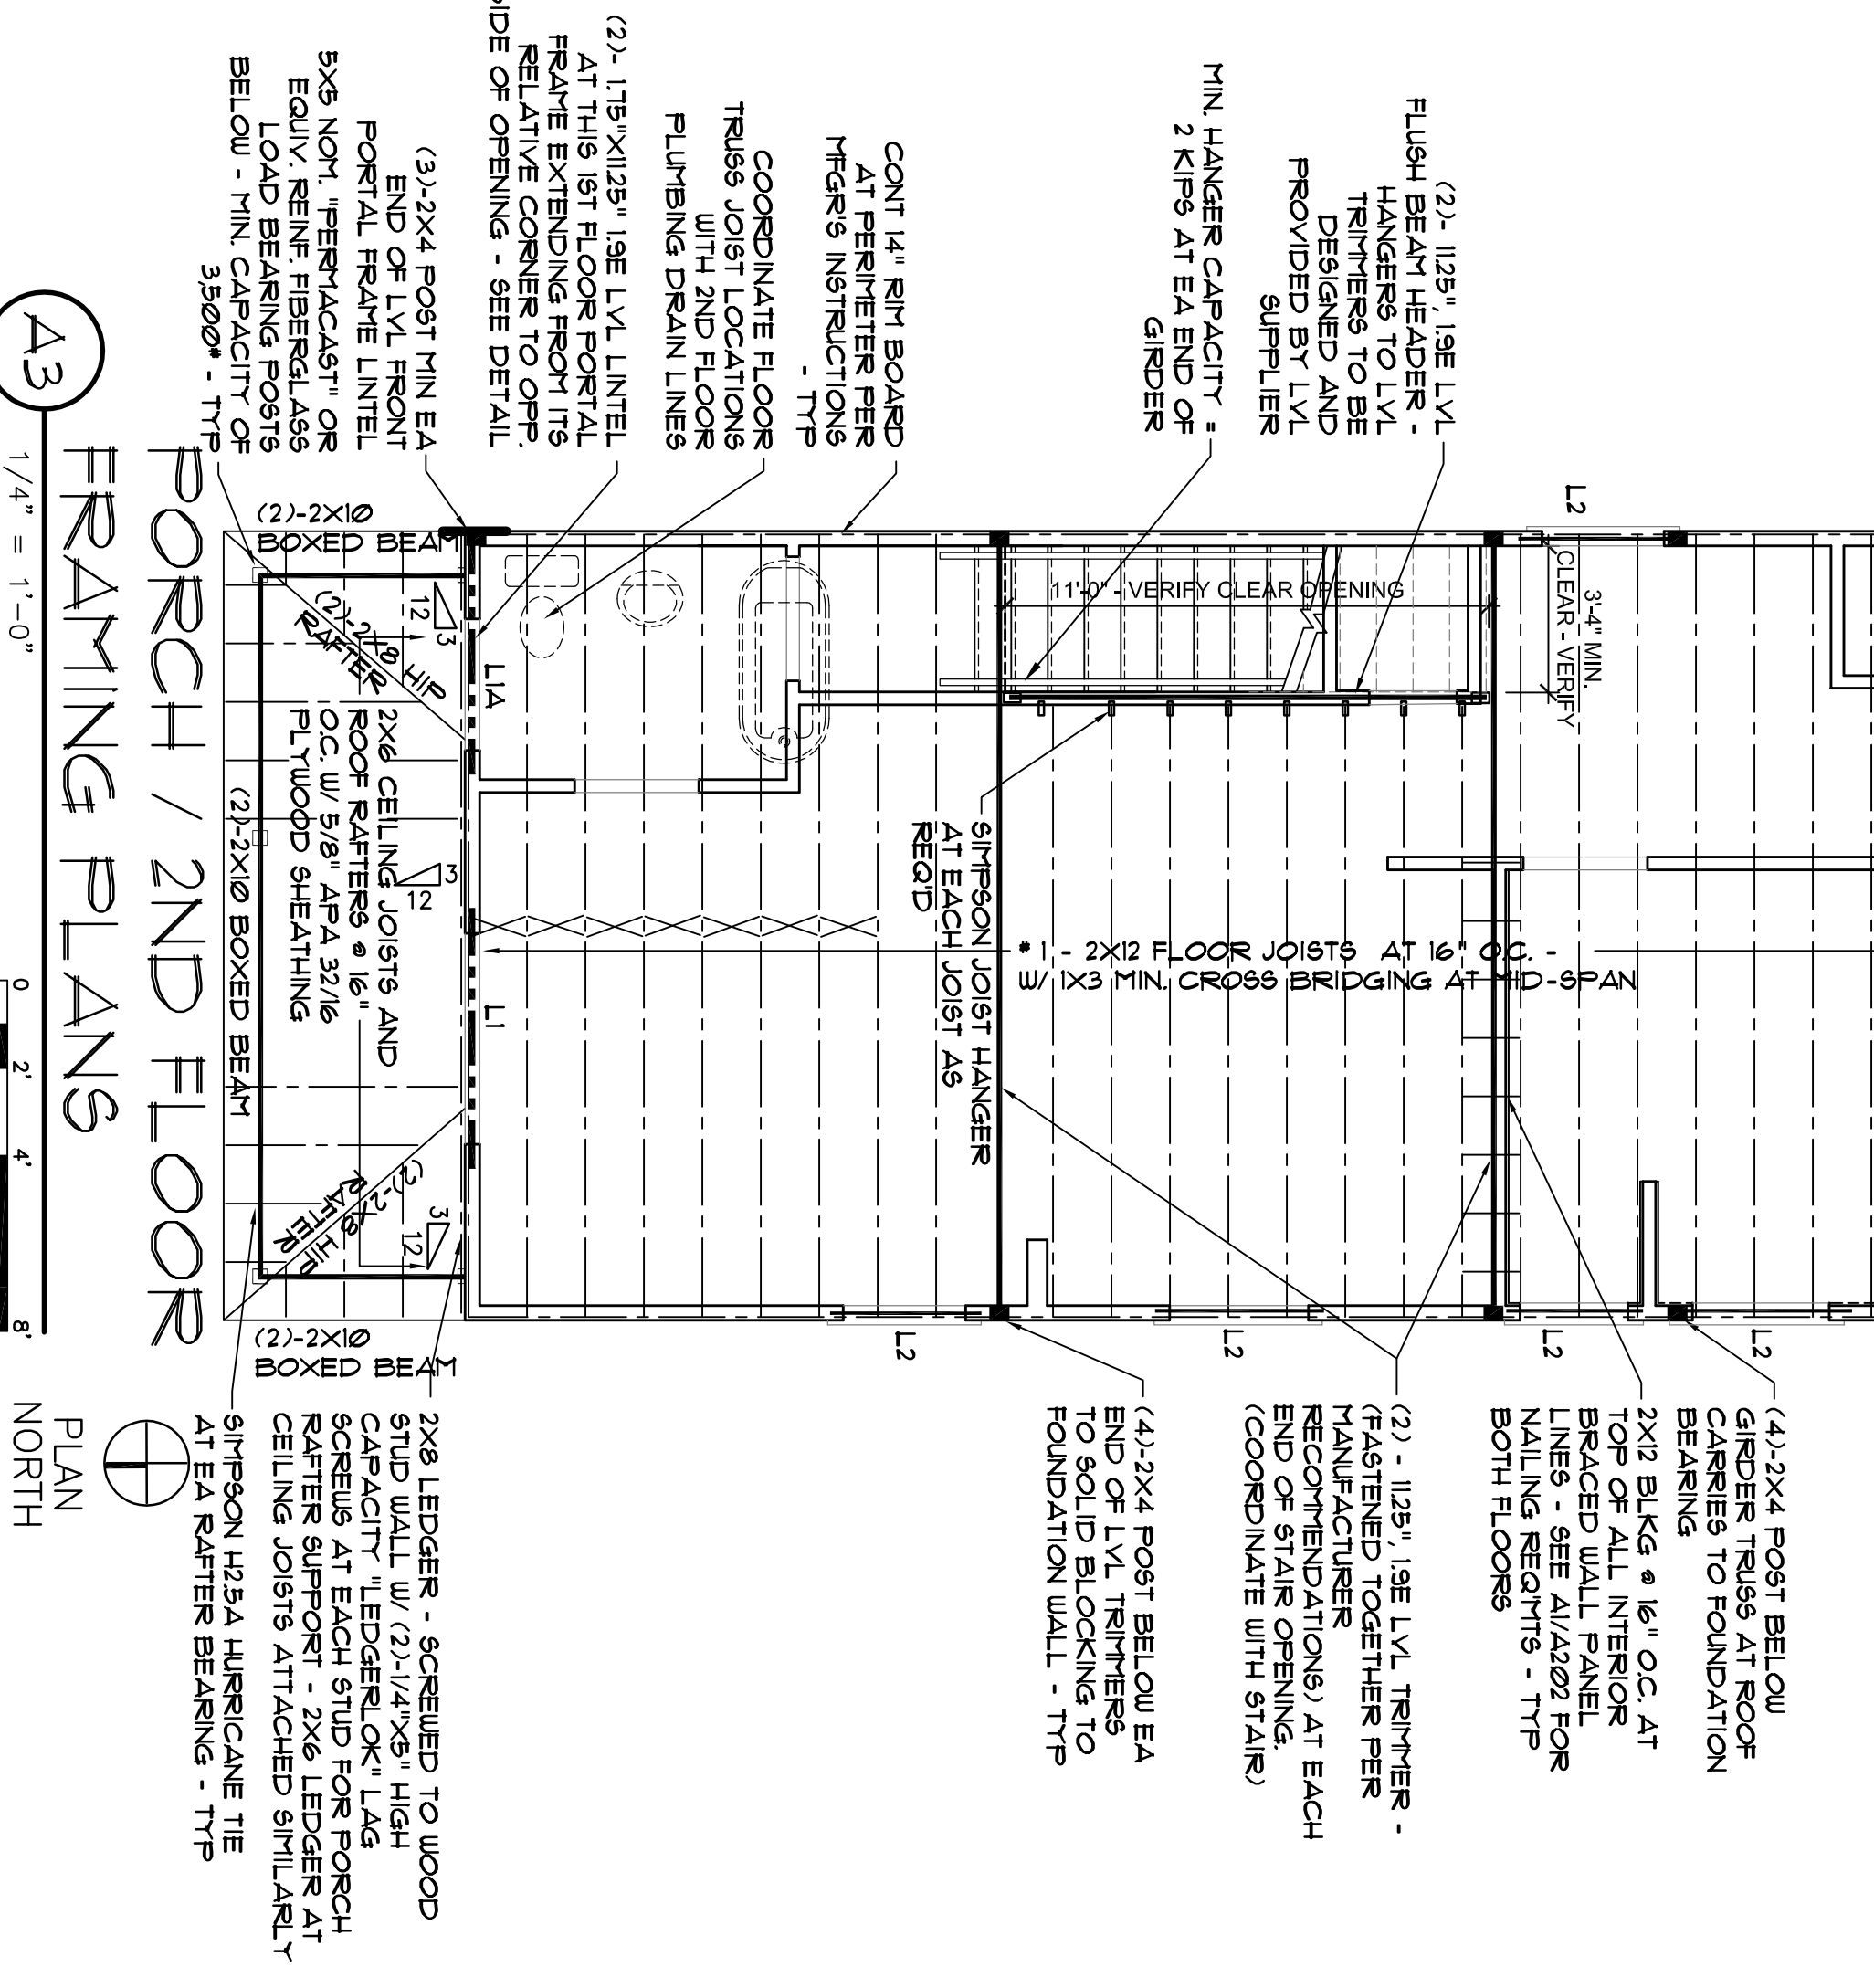 (2)- 11.25", 1.9E LVL
FLUSH BEAM HEADER -
HANGERS TO LVL
TRIMMERS TO BE
DESIGNED AND
PROVIDED BY LVL
SUPPLIER
MIN. HANGER CAPACITY =
2 KIPS AT EA END OF
GIRDER
CONT 14" RIM BOARD
AT PERIMETER PER
MFGR'S INSTRUCTIONS
- TYP
COORDINATE FLOOR
TRUSS JOIST LOCATIONS
WITH 2ND FLOOR
PLUMBING DRAIN LINES
(2)- 1.75"X11.25" 1.9E LVL LINTEL
AT THIS 1ST FLOOR PORTAL
FRAME EXTENDING FROM ITS
RELATIVE CORNER TO OPP.
SIDE OF OPENING - SEE DETAIL
(3)-2X4 POST MIN EA
END OF LVL FRONT
PORTAL FRAME LINTEL
5X5 NOM. "PERMACAST" OR
EQUIV. REINF. FIBERGLASS
LOAD BEARING POSTS
BELOW - MIN. CAPACITY OF
3,500# - TYP
L2
3'-4" MIN.
CLEAR - VERIFY
11'-0" - VERIFY CLEAR OPENING
SIMPSON JOIST HANGER
AT EACH JOIST AS
REQ'D
#1 - 2X12 FLOOR JOISTS AT 16" O.C. -
W/ 1X3 MIN. CROSS BRIDGING AT MID-SPAN
L1A
L1
(2)-2X10
BOXED BEAM
12
3
(2)-2X8 HIP
RAFTER
2X6 CEILING JOISTS AND
ROOF RAFTERS @ 16"
O.C. W/ 5/8" APA 32/16
PLYWOOD SHEATHING
3
12
(2)-2X10 BOXED BEAM
3
12
(2)-2X8 HIP
RAFTER
(2)-2X10
BOXED BEAM
L2
L2
L2
L2
(4)-2X4 POST BELOW
GIRDER TRUSS AT ROOF
CARRIES TO FOUNDATION
BEARING
2X12 BLKG @ 16" O.C. AT
TOP OF ALL INTERIOR
BRACED WALL PANEL
LINES - SEE A1/A202 FOR
NAILING REQMTS - TYP
BOTH FLOORS
(2) - 11.25", 1.9E LVL TRIMMER -
(FASTENED TOGETHER PER
MANUFACTURER
RECOMMENDATIONS) AT EACH
END OF STAIR OPENING.
(COORDINATE WITH STAIR)
(4)-2X4 POST BELOW EA
END OF LVL TRIMMERS
TO SOLID BLOCKING TO
FOUNDATION WALL - TYP
2X8 LEDGER - SCREWED TO WOOD
STUD WALL W/ (2)-1/4"X5" HIGH
CAPACITY "LEDGERLOK" LAG
SCREWS AT EACH STUD FOR PORCH
RAFTER SUPPORT - 2X6 LEDGER AT
CEILING JOISTS ATTACHED SIMILARLY
SIMPSON H2.5A HURRICANE TIE
AT EA RAFTER BEARING - TYP
A3
PORCH / 2ND FLOOR
FRAMING PLANS
1/4" = 1'-0"
0 2' 4' 8'
PLAN
NORTH